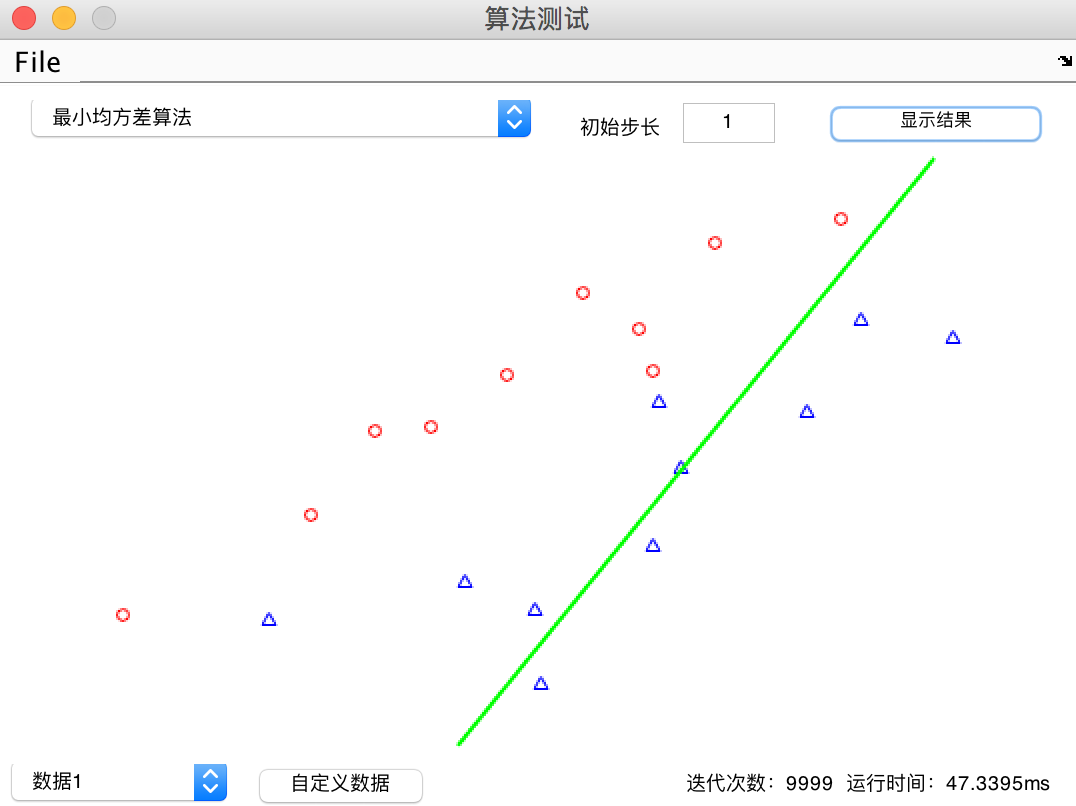 算法测试
File
最小均方差算法
初始步长 1
显示结果
数据1
自定义数据
迭代次数：9999 运行时间：47.3395ms